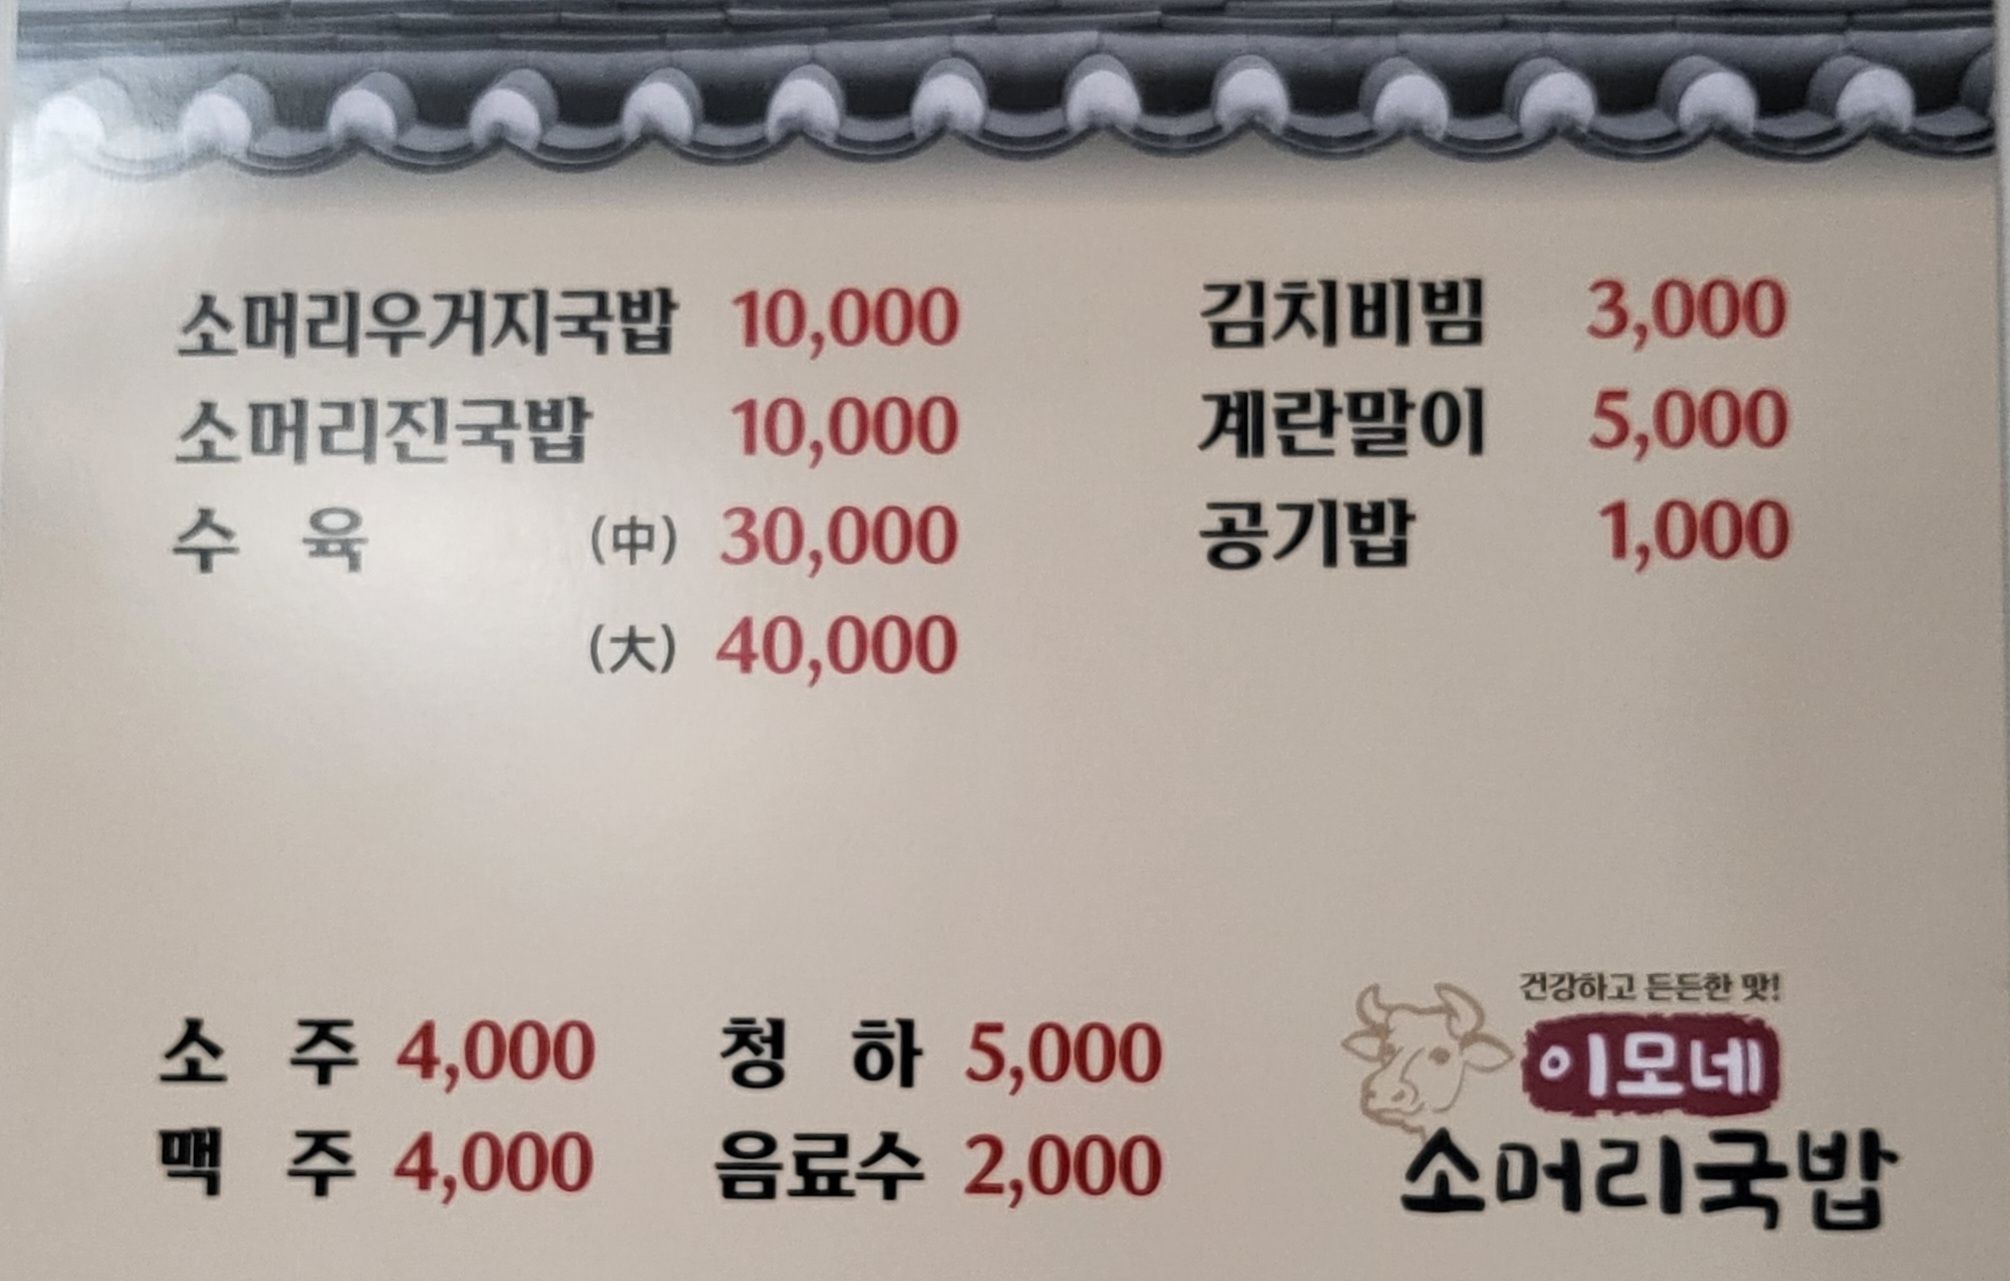 소머리우거지국밥 10,000
소머리진국밥 10,000
수 육 (中) 30,000
(大) 40,000
김치비빔 3,000
계란말이 5,000
공기밥 1,000
소 주 4,000
맥 주 4,000
청 하 5,000
음료수 2,000
건강하고 든든한 맛!
이모네
소머리국밥